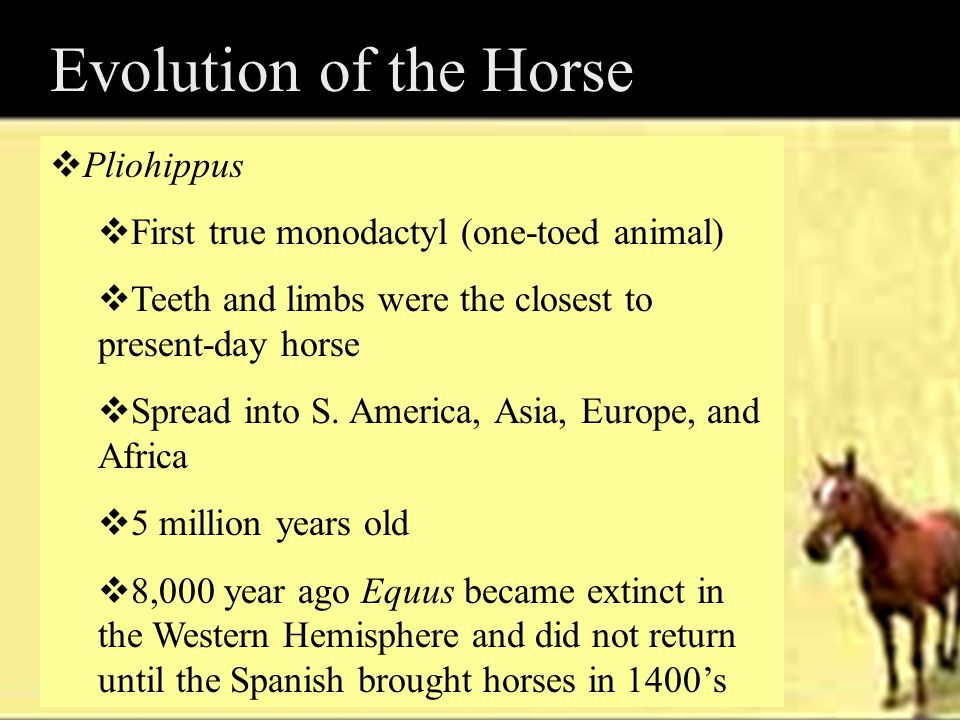 Evolution of the Horse
❖Pliohippus
❖First true monodactyl (one-toed animal)
❖Teeth and limbs were the closest to
present-day horse
❖Spread into S. America, Asia, Europe, and
Africa
❖5 million years old
❖8,000 year ago Equus became extinct in
the Western Hemisphere and did not return
until the Spanish brought horses in 1400’s